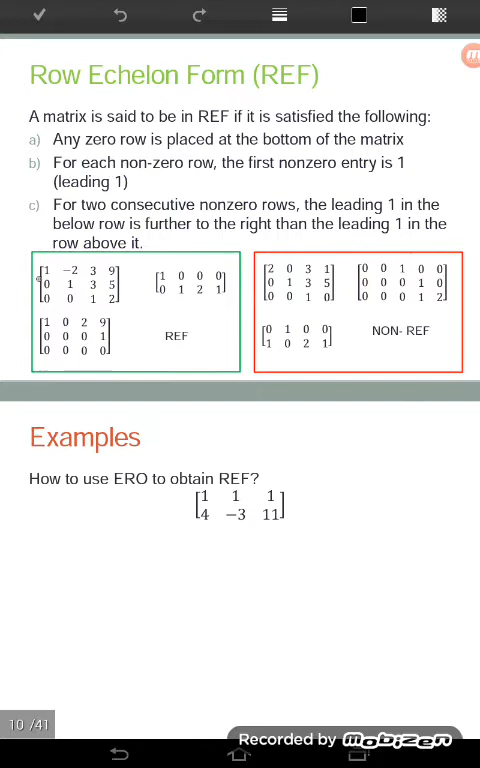 Row Echelon Form (REF)
A matrix is said to be in REF if it is satisfied the following:
a) Any zero row is placed at the bottom of the matrix
b) For each non-zero row, the first nonzero entry is 1
(leading 1)
c) For two consecutive nonzero rows, the leading 1 in the
below row is further to the right than the leading 1 in the
row above it.
1 −2 3 9
0 1 3 5
0 0 1 2
1 0 0 0
0 1 2 1
1 0 2 9
0 0 0 1
0 0 0 0
REF
2 0 3 1
0 1 3 5
0 0 1 0
0 0 1 0 0
0 0 0 1 0
0 0 0 1 2
0 1 0 0
1 0 2 1
NON- REF
Examples
How to use ERO to obtain REF?
1 1 1
4 −3 11
10 /41
Recorded by mobizen